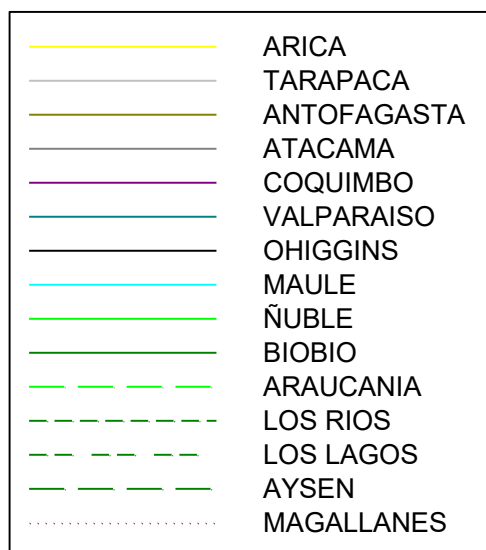 ARICA
TARAPACA
ANTOFAGASTA
ATACAMA
COQUIMBO
VALPARAISO
OHIGGINS
MAULE
ÑUBLE
BIOBIO
ARAUCANIA
LOS RIOS
LOS LAGOS
AYSEN
MAGALLANES